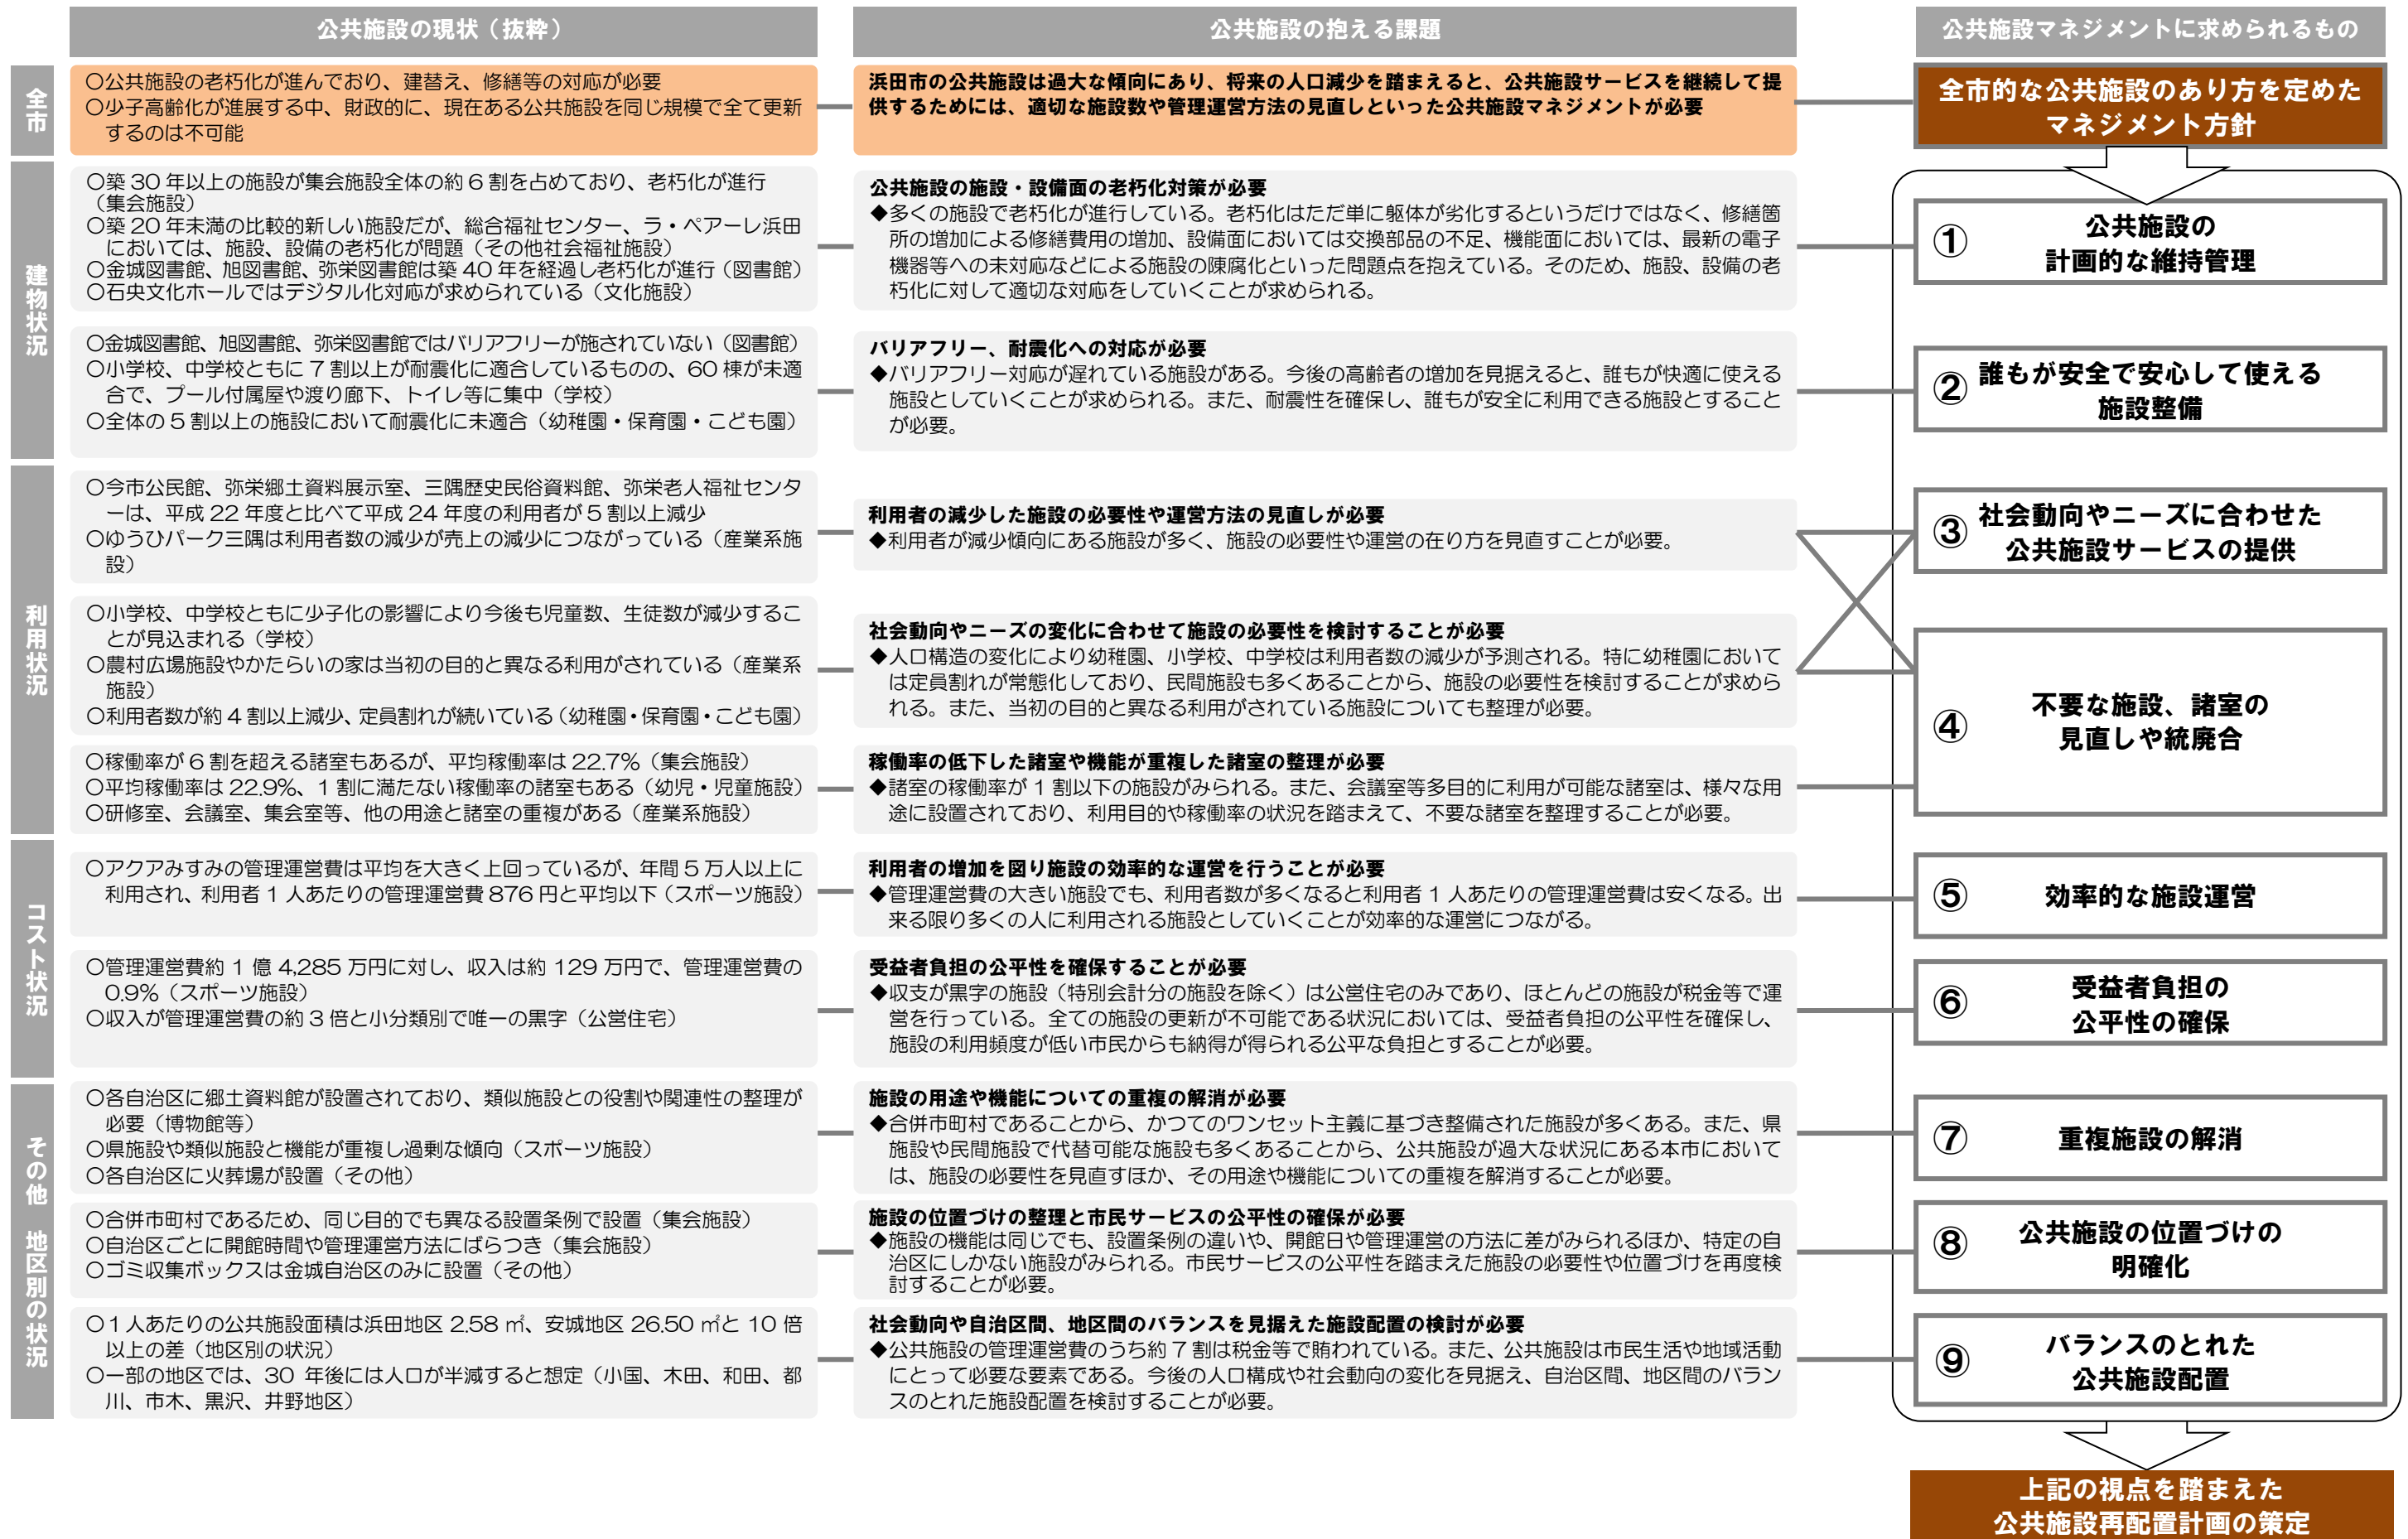 公共施設の現状（抜粋）
公共施設の抱える課題
公共施設マネジメントに求められるもの
全市
○公共施設の老朽化が進んでおり、建替え、修繕等の対応が必要
○少子高齢化が進展する中、財政的に、現在ある公共施設を同じ規模で全て更新
するのは不可能
浜田市の公共施設は過大な傾向にあり、将来の人口減少を踏まえると、公共施設サービスを継続して提
供するためには、適切な施設数や管理運営方法の見直しといった公共施設マネジメントが必要
全市的な公共施設のあり方を定めた
マネジメント方針
建物状況
○築 30 年以上の施設が集会施設全体の約 6 割を占めており、老朽化が進行
（集会施設）
○築 20 年未満の比較的新しい施設だが、総合福祉センター、ラ・ペアーレ浜田
においては、施設、設備の老朽化が問題（その他社会福祉施設）
○金城図書館、旭図書館、弥栄図書館は築 40 年を経過し老朽化が進行（図書館）
○石央文化ホールではデジタル化対応が求められている（文化施設）
公共施設の施設・設備面の老朽化対策が必要
◆多くの施設で老朽化が進行している。老朽化はただ単に躯体が劣化するというだけではなく、修繕箇
所の増加による修繕費用の増加、設備面においては交換部品の不足、機能面においては、最新の電子
機器等への未対応などによる施設の陳腐化といった問題点を抱えている。そのため、施設、設備の老
朽化に対して適切な対応をしていくことが求められる。
① 公共施設の
計画的な維持管理
○金城図書館、旭図書館、弥栄図書館ではバリアフリーが施されていない（図書館）
○小学校、中学校ともに 7 割以上が耐震化に適合しているものの、60 棟が未適
合で、プール付属屋や渡り廊下、トイレ等に集中（学校）
○全体の 5 割以上の施設において耐震化に未適合（幼稚園・保育園・こども園）
バリアフリー、耐震化への対応が必要
◆バリアフリー対応が遅れている施設がある。今後の高齢者の増加を見据えると、誰もが快適に使える
施設としていくことが求められる。また、耐震性を確保し、誰もが安全に利用できる施設とすること
が必要。
② 誰もが安全で安心して使える
施設整備
利用状況
○今市公民館、弥栄郷土資料展示室、三隅歴史民俗資料館、弥栄老人福祉センタ
ーは、平成 22 年度と比べて平成 24 年度の利用者が 5 割以上減少
○ゆうひパーク三隅は利用者数の減少が売上の減少につながっている（産業系施
設）
利用者の減少した施設の必要性や運営方法の見直しが必要
◆利用者が減少傾向にある施設が多く、施設の必要性や運営の在り方を見直すことが必要。
③ 社会動向やニーズに合わせた
公共施設サービスの提供
○小学校、中学校ともに少子化の影響により今後も児童数、生徒数が減少するこ
とが見込まれる（学校）
○農村広場施設やかたらいの家は当初の目的と異なる利用がされている（産業系
施設）
○利用者数が約 4 割以上減少、定員割れが続いている（幼稚園・保育園・こども園）
社会動向やニーズの変化に合わせて施設の必要性を検討することが必要
◆人口構造の変化により幼稚園、小学校、中学校は利用者数の減少が予測される。特に幼稚園において
は定員割れが常態化しており、民間施設も多くあることから、施設の必要性を検討することが求めら
れる。また、当初の目的と異なる利用がされている施設についても整理が必要。
④ 不要な施設、諸室の
見直しや統廃合
○稼働率が 6 割を超える諸室もあるが、平均稼働率は 22.7%（集会施設）
○平均稼働率は 22.9%、1 割に満たない稼働率の諸室もある（幼児・児童施設）
○研修室、会議室、集会室等、他の用途と諸室の重複がある（産業系施設）
稼働率の低下した諸室や機能が重複した諸室の整理が必要
◆諸室の稼働率が 1 割以下の施設がみられる。また、会議室等多目的に利用が可能な諸室は、様々な用
途に設置されており、利用目的や稼働率の状況を踏まえて、不要な諸室を整理することが必要。
コスト状況
○アクアみすみの管理運営費は平均を大きく上回っているが、年間 5 万人以上に
利用され、利用者 1 人あたりの管理運営費 876 円と平均以下（スポーツ施設）
利用者の増加を図り施設の効率的な運営を行うことが必要
◆管理運営費の大きい施設でも、利用者数が多くなると利用者 1 人あたりの管理運営費は安くなる。出
来る限り多くの人に利用される施設としていくことが効率的な運営につながる。
⑤ 効率的な施設運営
○管理運営費約 1 億 4,285 万円に対し、収入は約 129 万円で、管理運営費の
0.9%（スポーツ施設）
○収入が管理運営費の約 3 倍と小分類別で唯一の黒字（公営住宅）
受益者負担の公平性を確保することが必要
◆収支が黒字の施設（特別会計分の施設を除く）は公営住宅のみであり、ほとんどの施設が税金等で運
営を行っている。全ての施設の更新が不可能である状況においては、受益者負担の公平性を確保し、
施設の利用頻度が低い市民からも納得が得られる公平な負担とすることが必要。
⑥ 受益者負担の
公平性の確保
その他 地区別の状況
○各自治区に郷土資料館が設置されており、類似施設との役割や関連性の整理が
必要（博物館等）
○県施設や類似施設と機能が重複し過剰な傾向（スポーツ施設）
○各自治区に火葬場が設置（その他）
施設の用途や機能についての重複の解消が必要
◆合併市町村であることから、かつてのワンセット主義に基づき整備された施設が多くある。また、県
施設や民間施設で代替可能な施設も多くあることから、公共施設が過大な状況にある本市において
は、施設の必要性を見直すほか、その用途や機能についての重複を解消することが必要。
⑦ 重複施設の解消
○合併市町村であるため、同じ目的でも異なる設置条例で設置（集会施設）
○自治区ごとに開館時間や管理運営方法にばらつき（集会施設）
○ゴミ収集ボックスは金城自治区のみに設置（その他）
施設の位置づけの整理と市民サービスの公平性の確保が必要
◆施設の機能は同じでも、設置条例の違いや、開館日や管理運営の方法に差がみられるほか、特定の自
治区にしかない施設がみられる。市民サービスの公平性を踏まえた施設の必要性や位置づけを再度検
討することが必要。
⑧ 公共施設の位置づけの
明確化
○1 人あたりの公共施設面積は浜田地区 2.58 ㎡、安城地区 26.50 ㎡と 10 倍
以上の差（地区別の状況）
○一部の地区では、30 年後には人口が半減すると想定（小国、木田、和田、都
川、市木、黒沢、井野地区）
社会動向や自治区間、地区間のバランスを見据えた施設配置の検討が必要
◆公共施設の管理運営費のうち約 7 割は税金等で賄われている。また、公共施設は市民生活や地域活動
にとって必要な要素である。今後の人口構成や社会動向の変化を見据え、自治区間、地区間のバラン
スのとれた施設配置を検討することが必要。
⑨ バランスのとれた
公共施設配置
上記の視点を踏まえた
公共施設再配置計画の策定